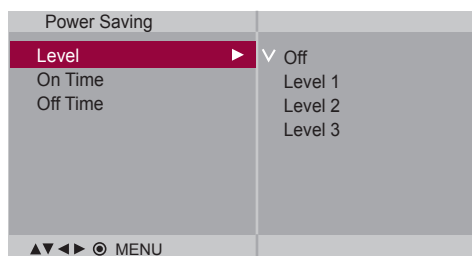 Power Saving
Level
On Time
Off Time
Off
Level 1
Level 2
Level 3
MENU